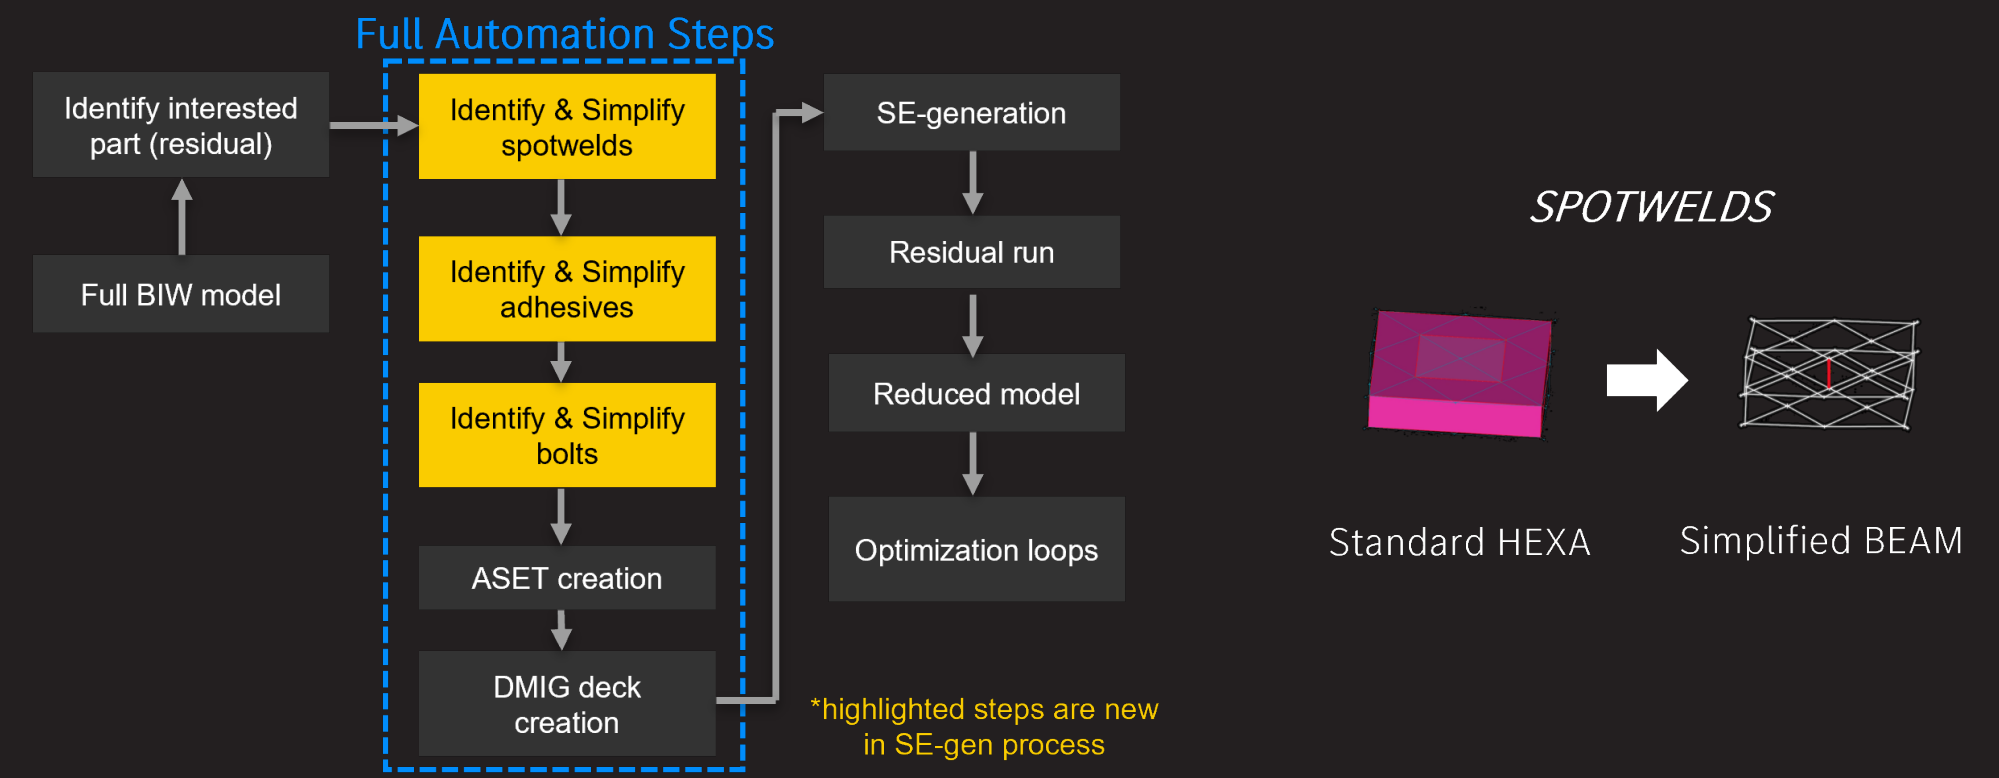 Full Automation Steps
Identify interested
part (residual)
Full BIW model
Identify & Simplify
spotwelds
Identify & Simplify
adhesives
Identify & Simplify
bolts
ASET creation
DMIG deck
creation
SE-generation
Residual run
Reduced model
Optimization loops
*highlighted steps are new
in SE-gen process
SPOTWELDS
Standard HEXA
Simplified BEAM